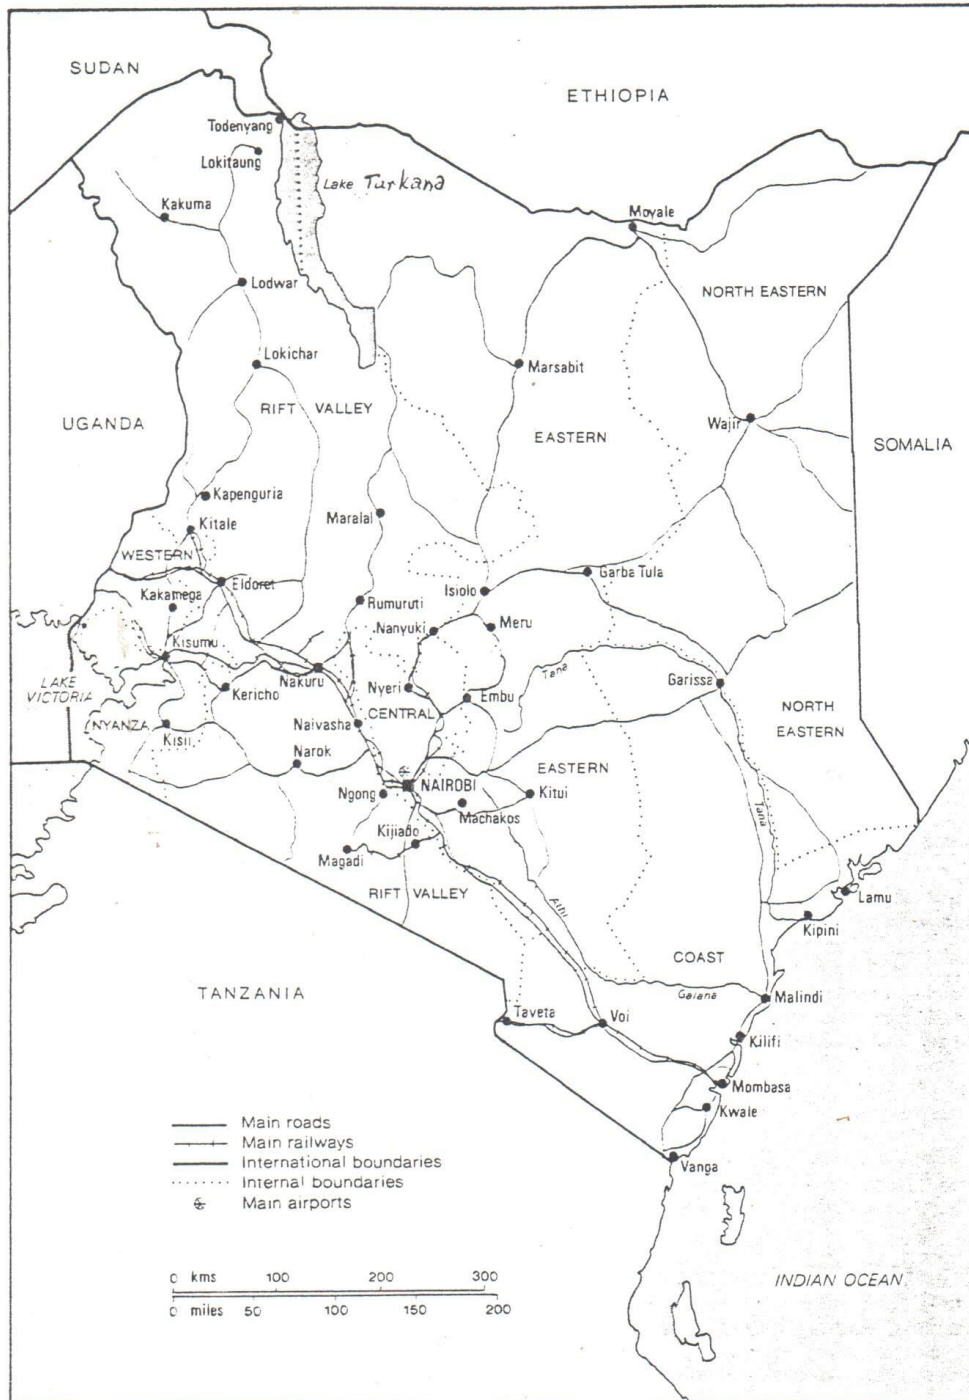 SUDAN
ETHIOPIA
Todenyang
Lokitaung
Lake Turkana
Kakuma
Moyale
Lodwar
NORTH EASTERN
Lokichar
Marsabit
RIFT VALLEY
UGANDA
EASTERN
Wajir
SOMALIA
Kapenguria
Maralal
Kitale
WESTERN
Eldoret
Garba Tula
Kakamega
Rumuruti
Isiolo
Nanyuki
Meru
Kisumu
LAKE
VICTORIA
Kericho
Nakuru
Nyeri
Embu
Tana
Garissa
NYANZA
CENTRAL
NORTH
EASTERN
Kisii
Naivasha
Narok
EASTERN
NAIROBI
Ngong
Kitui
Machakos
Tana
Kijiado
Magadi
RIFT VALLEY
Lamu
Athi
Kipini
COAST
TANZANIA
Galana
Malindi
Taveta
Voi
Kilifi
Mombasa
Kwale
Main roads
Main railways
International boundaries
Vanga
Internal boundaries
Main airports
0 kms 100 200 300
0 miles 50 100 150 200
INDIAN OCEAN